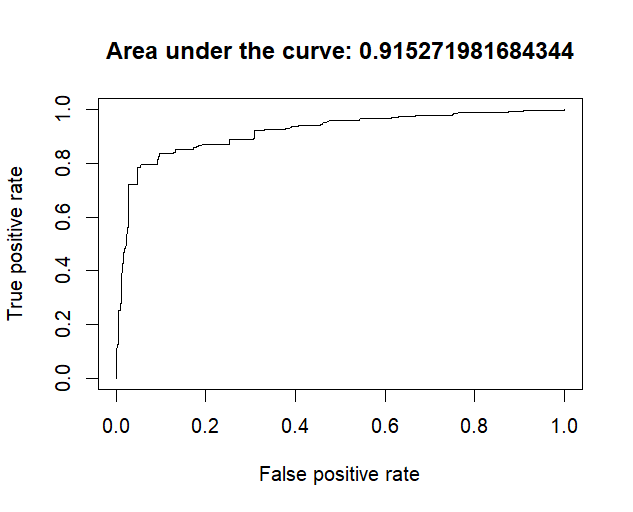 Area under the curve: 0.915271981684344
True positive rate
1.0
0.8
0.6
0.4
0.2
0.0
0.0 0.2 0.4 0.6 0.8 1.0
False positive rate